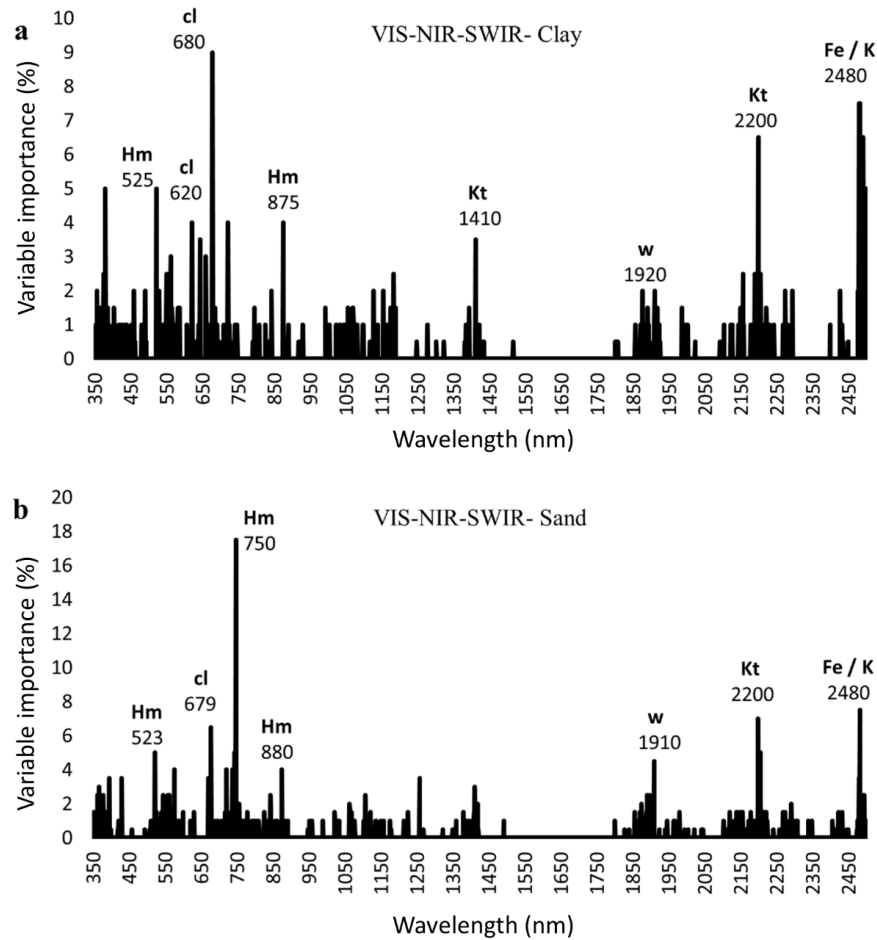 a
VIS-NIR-SWIR- Clay
Variable importance (%)
10
9
8
7
6
5
4
3
2
1
0
Hm
525
cl
620
cl
680
Hm
875
Kt
1410
w
1920
Kt
2200
Fe / K
2480
350 450 550 650 750 850 950 1050 1150 1250 1350 1450 1550 1650 1750 1850 1950 2050 2150 2250 2350 2450
Wavelength (nm)
b
VIS-NIR-SWIR- Sand
Variable importance (%)
20
18
16
14
12
10
8
6
4
2
0
Hm
523
cl
679
Hm
750
Hm
880
w
1910
Kt
2200
Fe / K
2480
350 450 550 650 750 850 950 1050 1150 1250 1350 1450 1550 1650 1750 1850 1950 2050 2150 2250 2350 2450
Wavelength (nm)